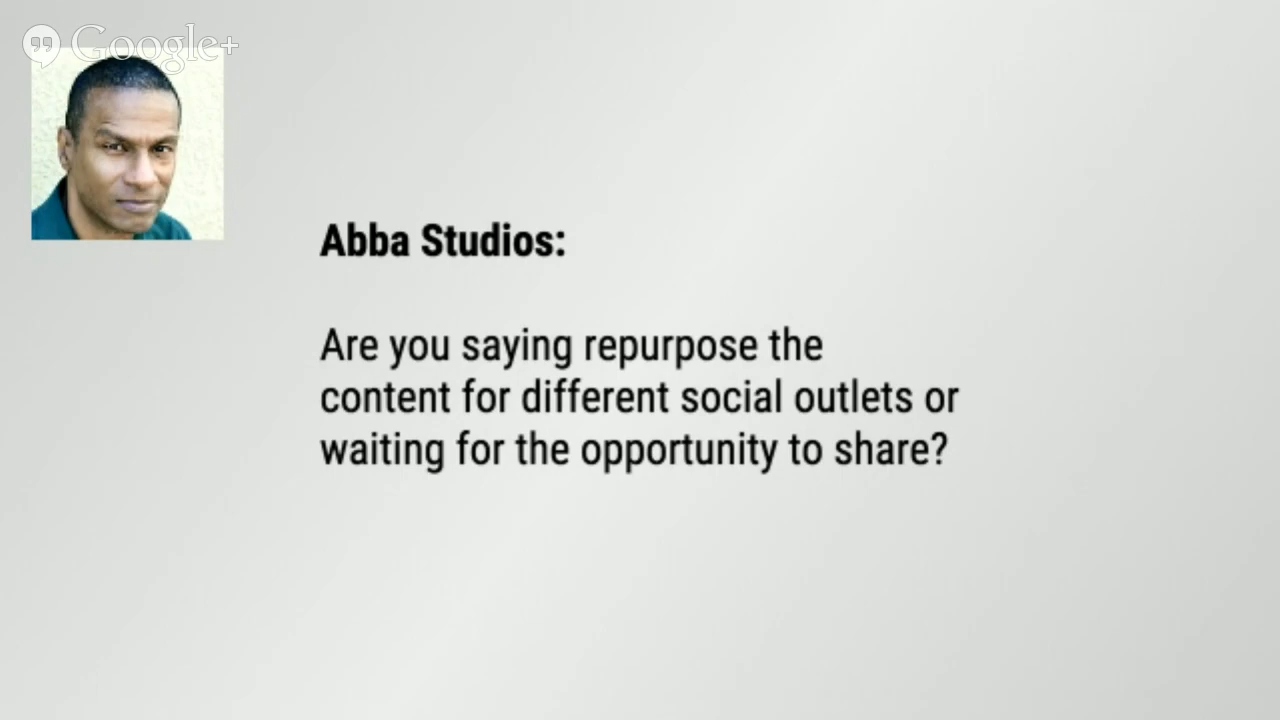 Google+
Abba Studios:
Are you saying repurpose the
content for different social outlets or
waiting for the opportunity to share?